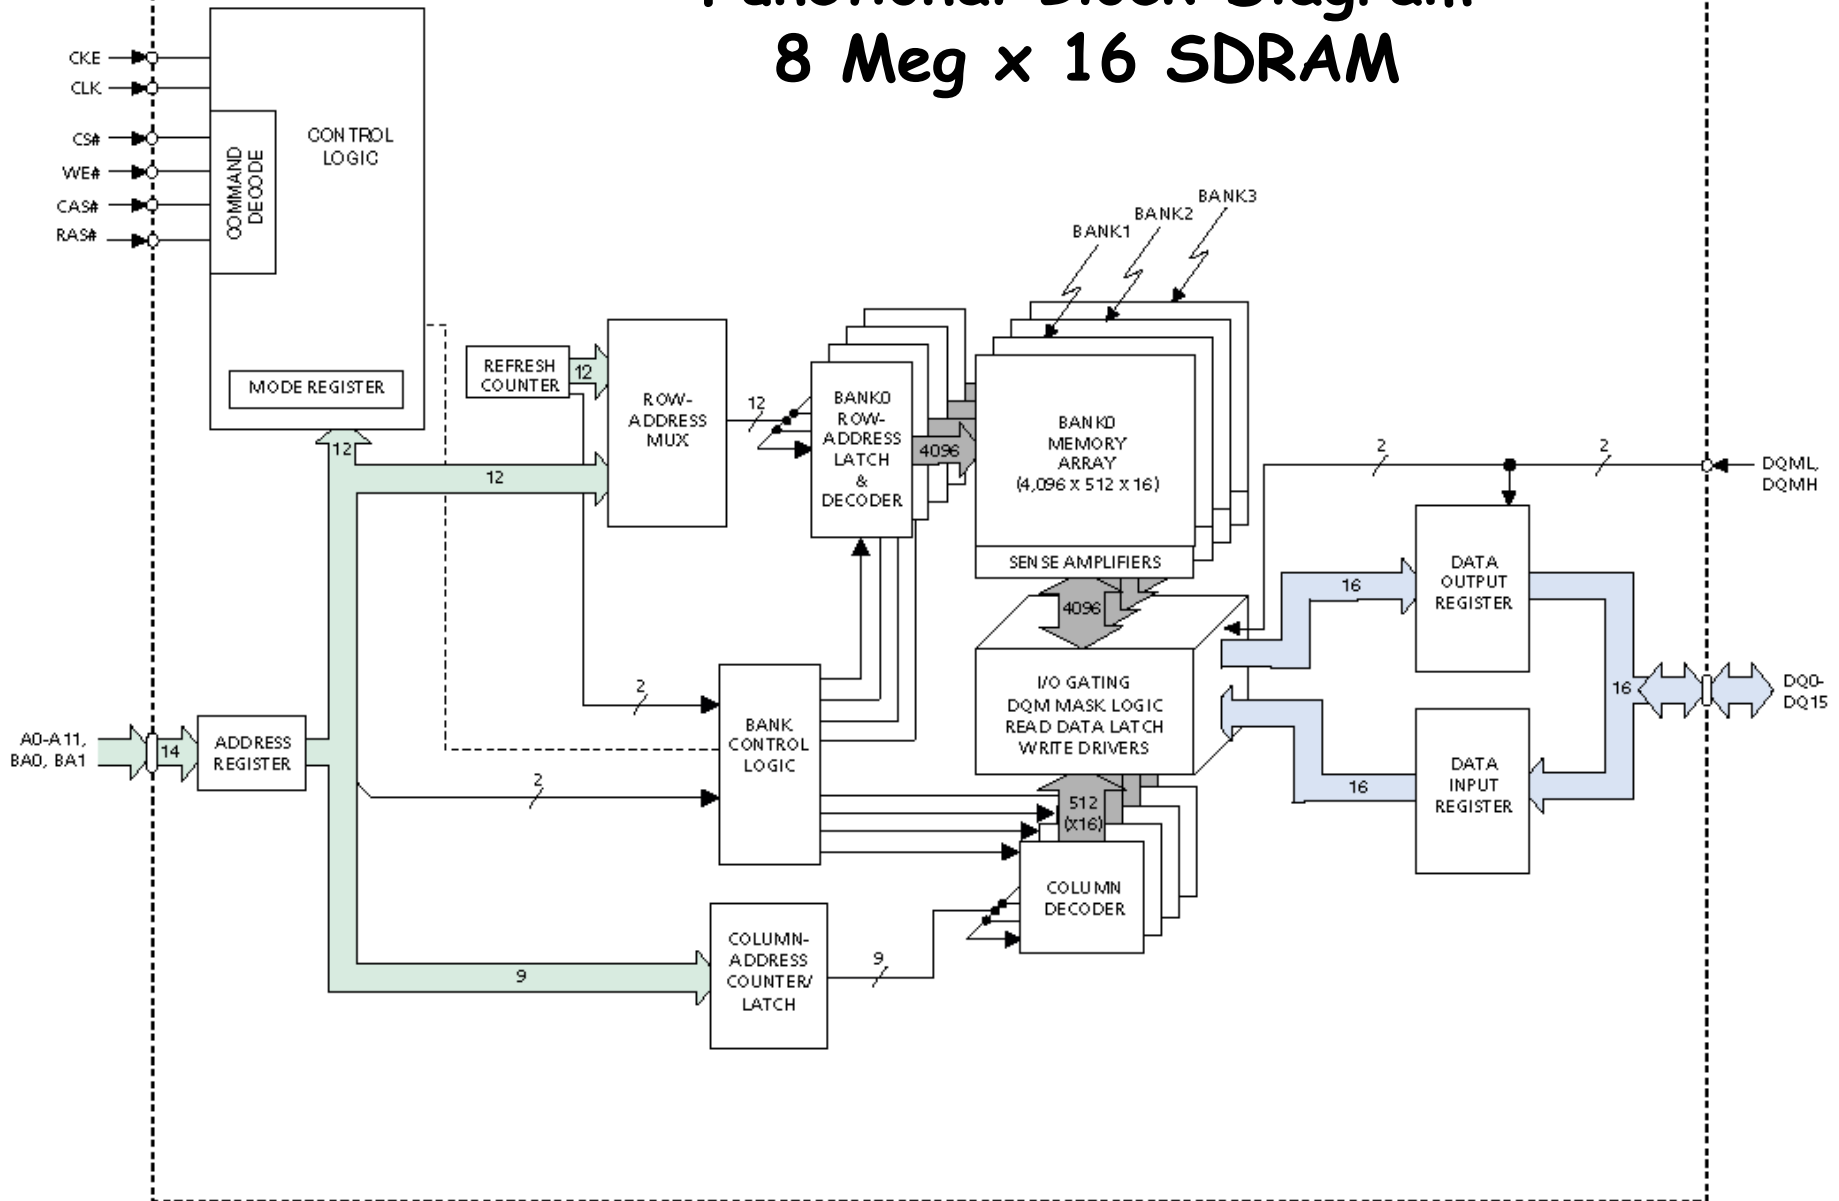 Functional Block Diagram
8 Meg x 16 SDRAM
CKE
CLK
CS#
WE#
CAS#
RAS#
CONTROL
LOGIC
COMMAND
DECODE
MODE REGISTER
BANK3
BANK2
BANK1
REFRESH
COUNTER
12
ROW-
ADDRESS
MUX
12
BANK0
ROW-
ADDRESS
LATCH
&
DECODER
4096
BANK0
MEMORY
ARRAY
(4,096 x 512 x 16)
SENSE AMPLIFIERS
12
12
2
2
DQML,
DQMH
4096
16
DATA
OUTPUT
REGISTER
I/O GATING
DQM MASK LOGIC
READ DATA LATCH
WRITE DRIVERS
2
BANK
CONTROL
LOGIC
16
DQ0-
DQ15
A0-A11,
BA0, BA1
14
ADDRESS
REGISTER
2
16
DATA
INPUT
REGISTER
512
(x16)
COLUMN
DECODER
9
COLUMN-
ADDRESS
COUNTER/
LATCH
9